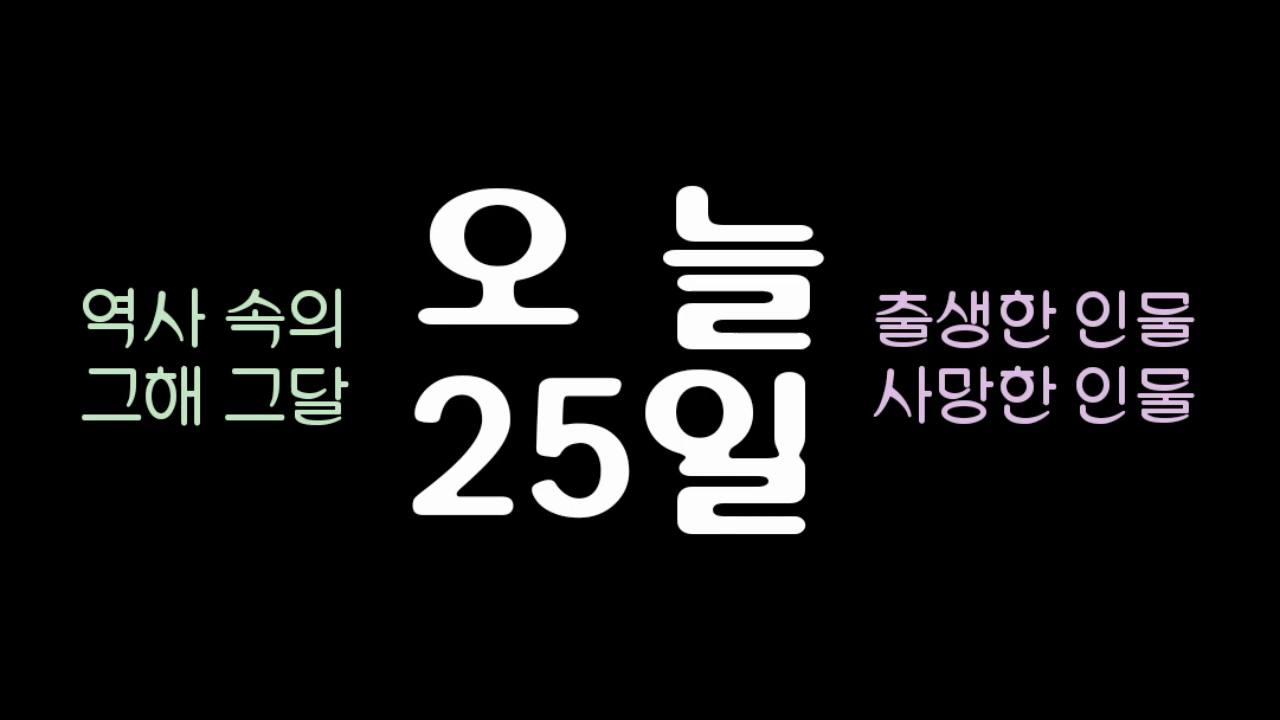 역사 속의
그해 그달
오 늘
25일
출생한 인물
사망한 인물